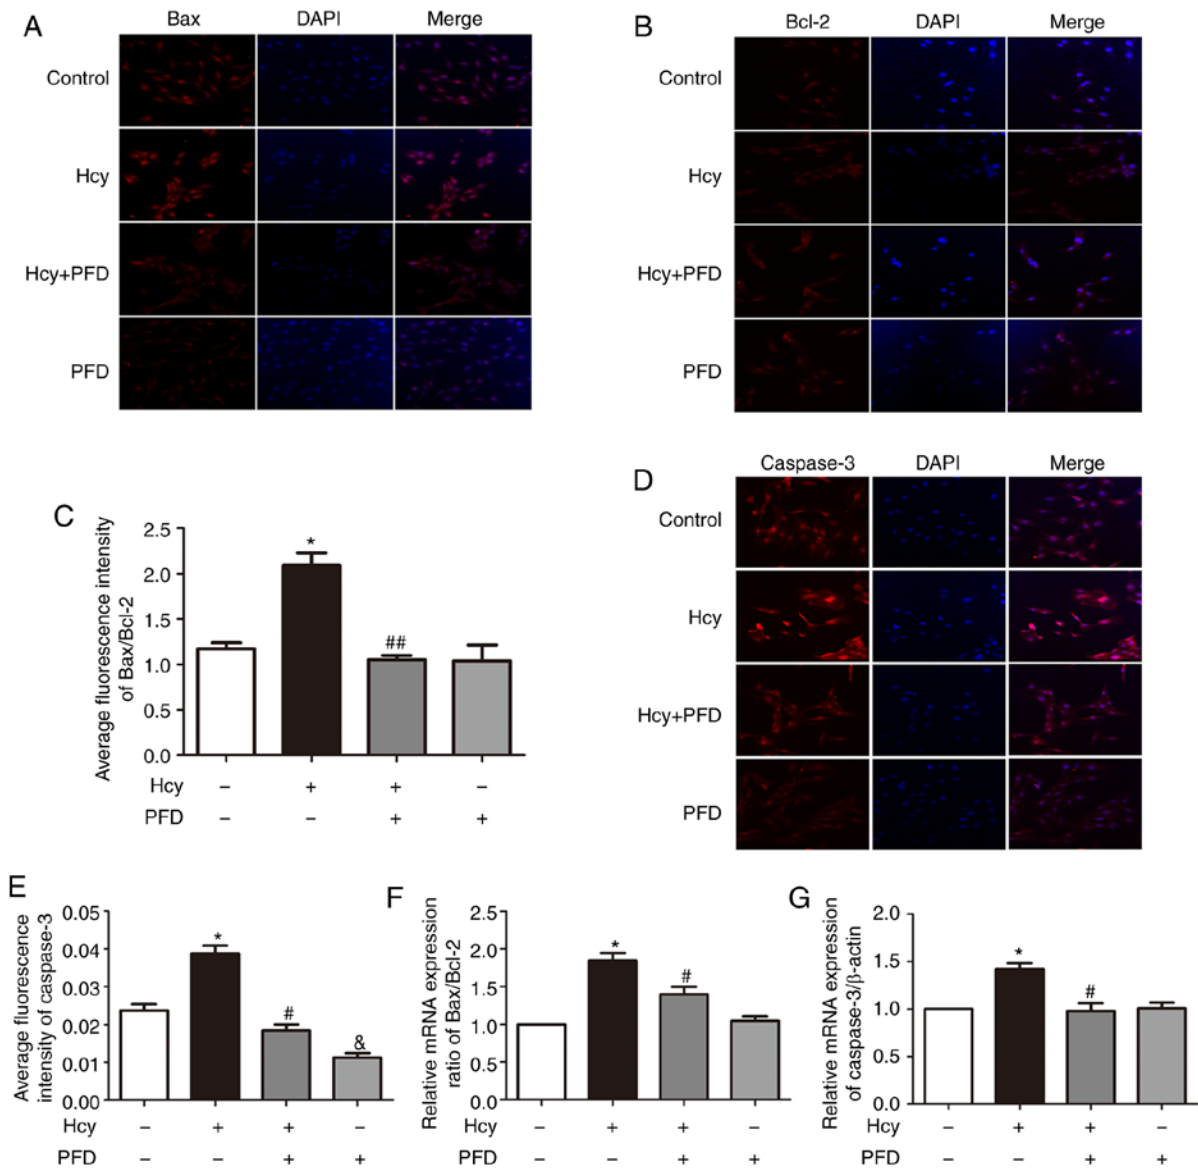 A
Bax DAPI Merge
Control
Hcy
Hcy+PFD
PFD
B
Bcl-2 DAPI Merge
Control
Hcy
Hcy+PFD
PFD
C
Average fluorescence intensity
of Bax/Bcl-2
2.5
2.0
1.5
1.0
0.5
0.0
*
##
Hcy – + + –
PFD – – + +
D
Caspase-3 DAPI Merge
Control
Hcy
Hcy+PFD
PFD
E
Average fluorescence
intensity of caspase-3
0.05
0.04
0.03
0.02
0.01
0.00
*
#
&
Hcy – + + –
PFD – – + +
F
Relative mRNA expression
ratio of Bax/Bcl-2
2.5
2.0
1.5
1.0
0.5
0.0
*
#
Hcy – + + –
PFD – – + +
G
Relative mRNA expression
of caspase-3/β-actin
2.0
1.5
1.0
0.5
0.0
*
#
Hcy – + + –
PFD – – + +